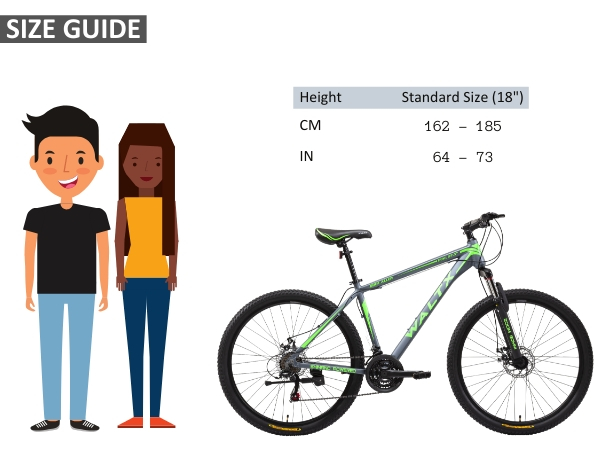 SIZE GUIDE
Height Standard Size (18")
CM 162 – 185
IN 64 – 73
WALTX